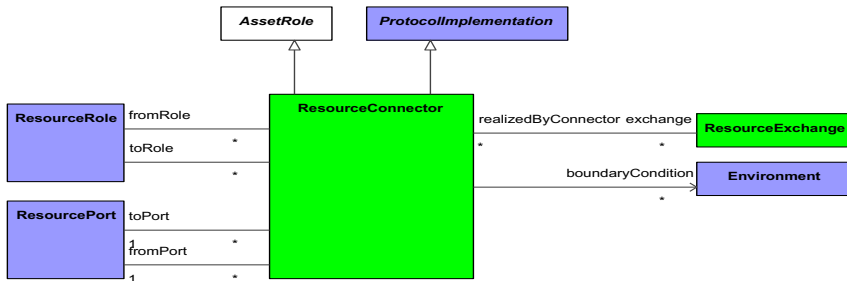 AssetRole
ProtocolImplementation
ResourceRole
fromRole
*
toRole
*
ResourceConnector
realizedByConnector exchange
*
*
ResourceExchange
boundaryCondition
*
Environment
ResourcePort
toPort
1
*
fromPort
1
*